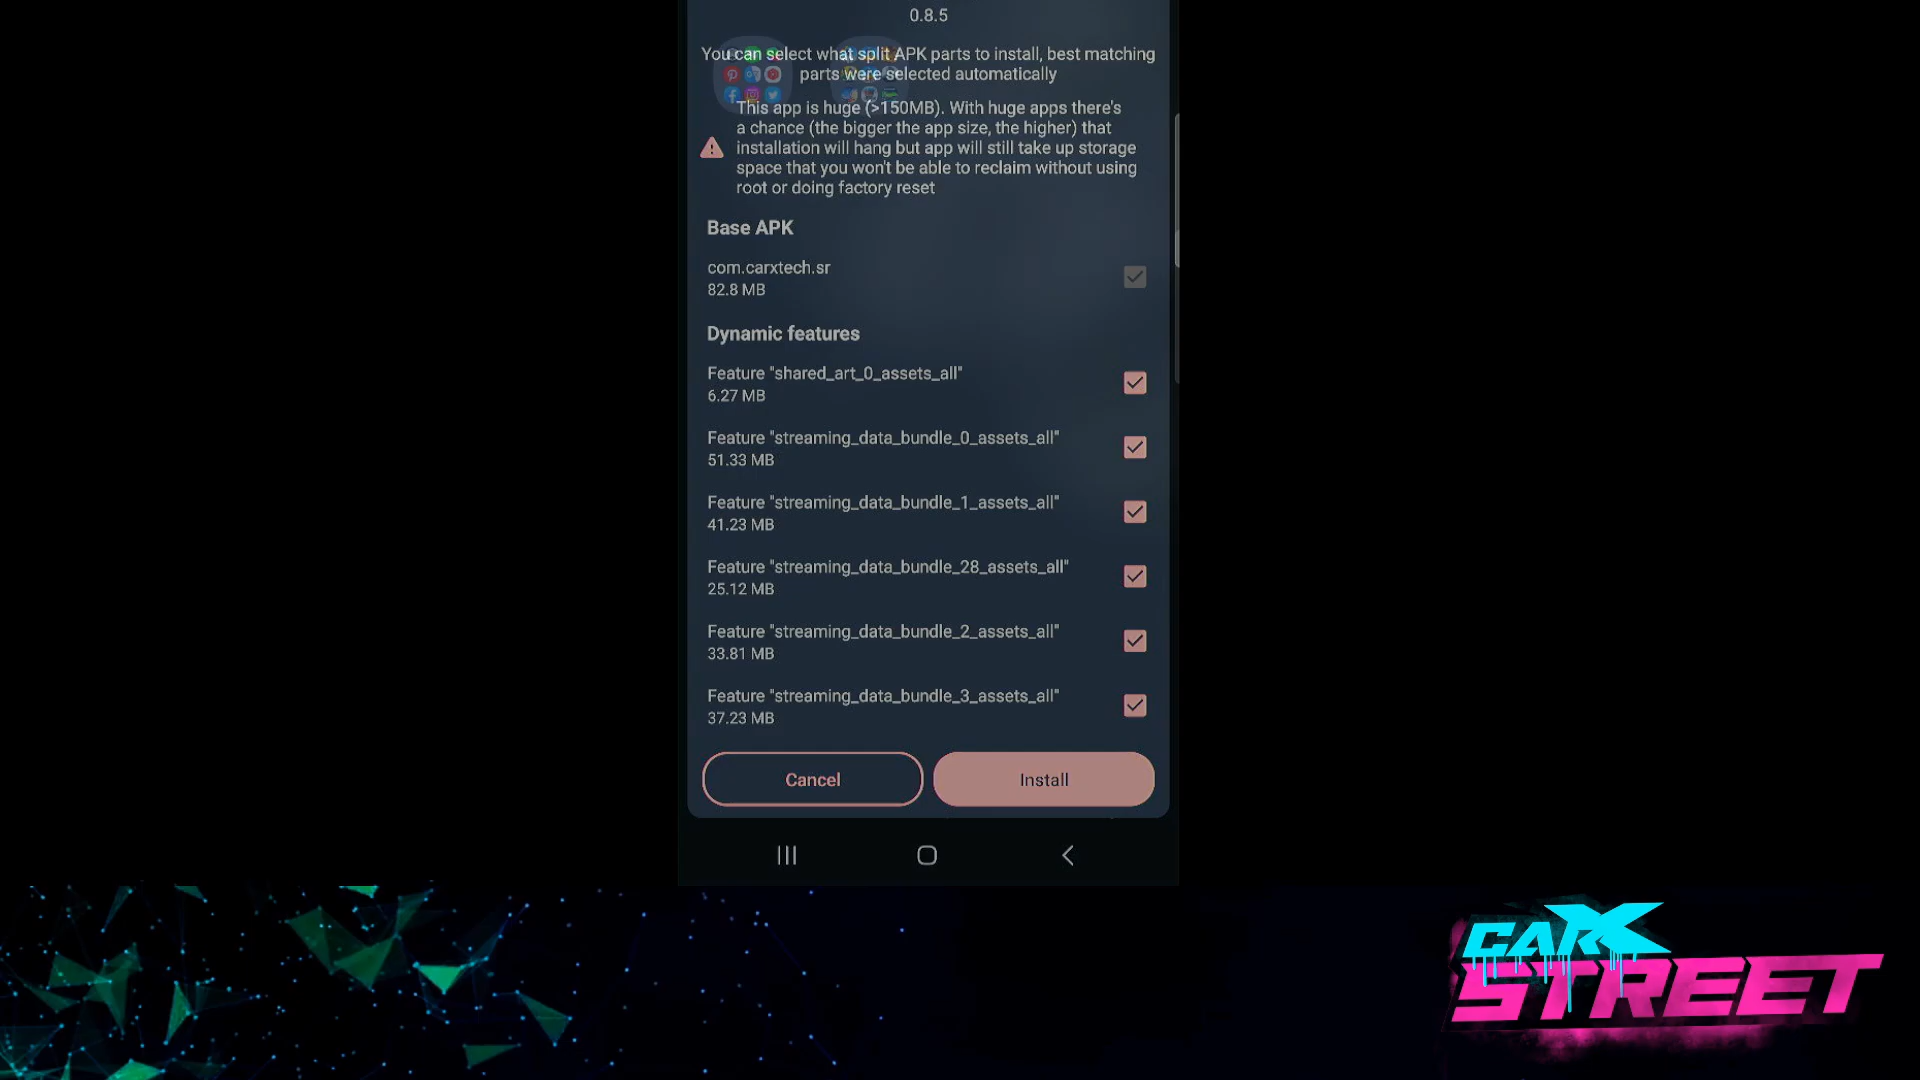 0.8.5
You can select what split APK parts to install, best matching
parts were selected automatically
This app is huge (>150MB). With huge apps there's
a chance (the bigger the app size, the higher) that
installation will hang but app will still take up storage
space that you won't be able to reclaim without using
root or doing factory reset
Base APK
com.carxtech.sr
82.8 MB
Dynamic features
Feature "shared_art_0_assets_all"
6.27 MB
Feature "streaming_data_bundle_0_assets_all"
51.33 MB
Feature "streaming_data_bundle_1_assets_all"
41.23 MB
Feature "streaming_data_bundle_28_assets_all"
25.12 MB
Feature "streaming_data_bundle_2_assets_all"
33.81 MB
Feature "streaming_data_bundle_3_assets_all"
37.23 MB
Cancel
Install
CARX
STREET